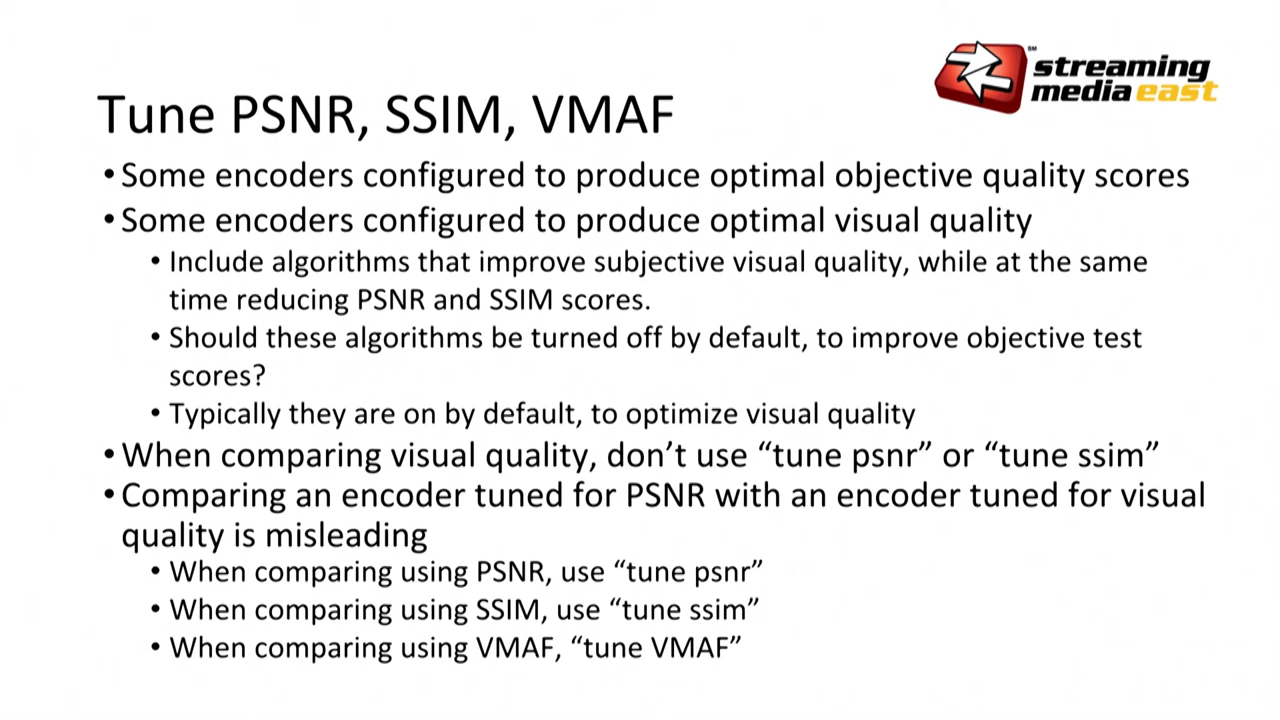 streaming
media east
SM
Tune PSNR, SSIM, VMAF
•Some encoders configured to produce optimal objective quality scores
•Some encoders configured to produce optimal visual quality
• Include algorithms that improve subjective visual quality, while at the same
time reducing PSNR and SSIM scores.
• Should these algorithms be turned off by default, to improve objective test
scores?
• Typically they are on by default, to optimize visual quality
•When comparing visual quality, don’t use “tune psnr” or “tune ssim”
•Comparing an encoder tuned for PSNR with an encoder tuned for visual
quality is misleading
• When comparing using PSNR, use “tune psnr”
• When comparing using SSIM, use “tune ssim”
• When comparing using VMAF, “tune VMAF”